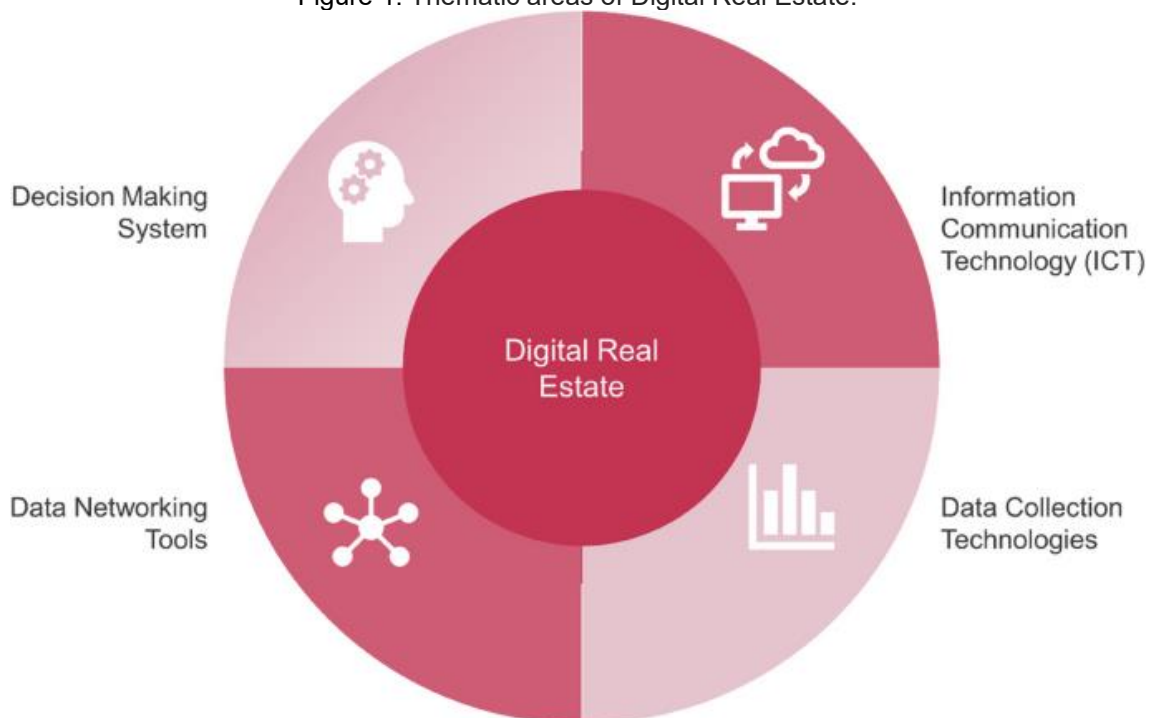 Figure 1. Thematic areas of Digital Real Estate.
Decision Making
System
Information
Communication
Technology (ICT)
Digital Real
Estate
Data Networking
Tools
Data Collection
Technologies